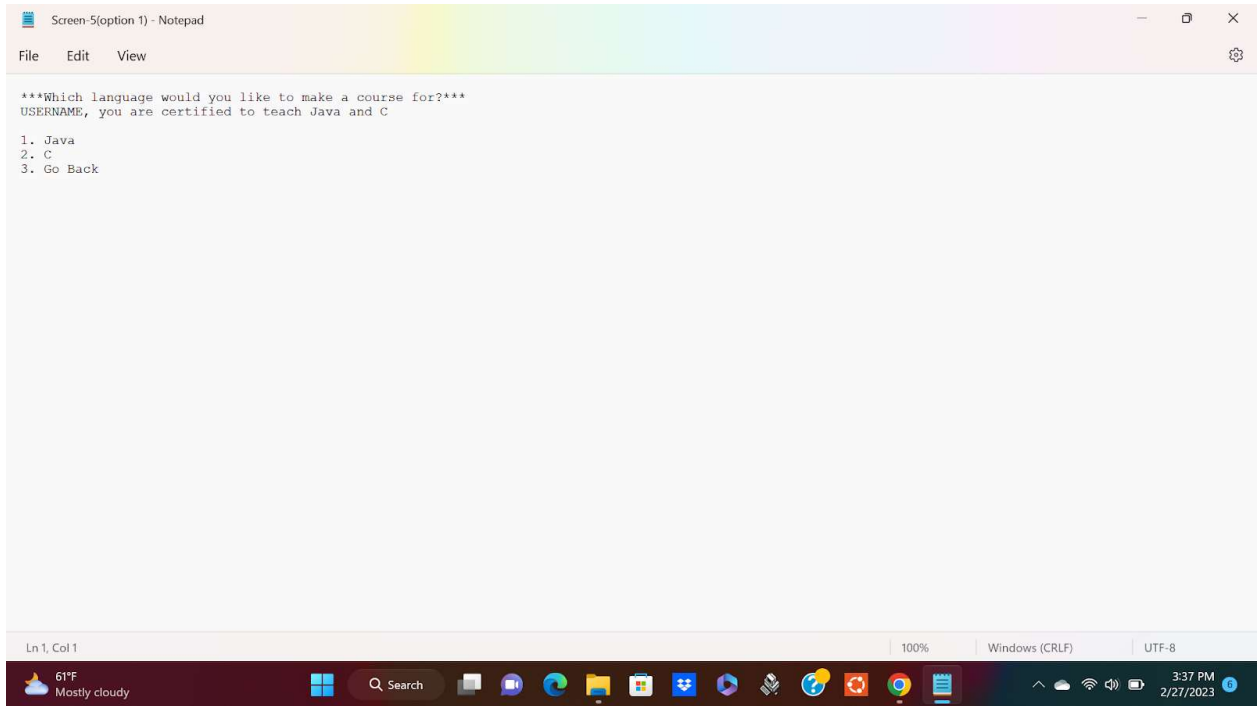 Screen-5(option 1) - Notepad
File Edit View
***Which language would you like to make a course for?***
USERNAME, you are certified to teach Java and C
1. Java
2. C
3. Go Back
Ln 1, Col 1 100% Windows (CRLF) UTF-8
61°F
Mostly cloudy
Search
3:37 PM
2/27/2023
6